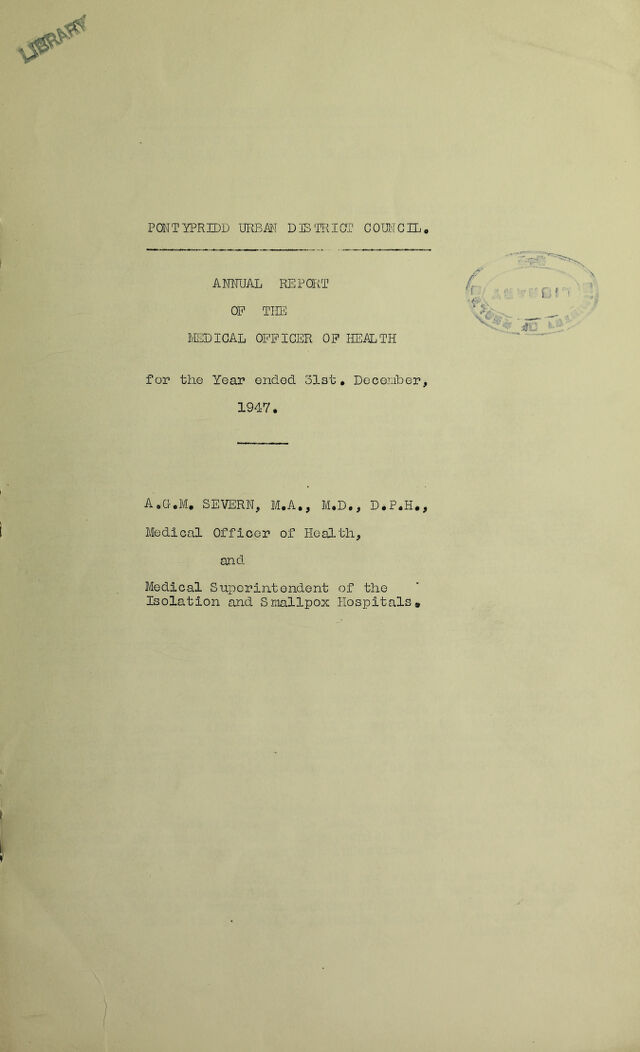 LIBRARY
PONTYPRIDD URBAN DISTRICT COUNCIL.
ANNUAL REPORT
OF THE
MEDICAL OFFICER OF HEALTH
for the Year ended 31st. December,
1947.
A.G.M. SEVERN, M.A., M.D., D.P.H.,
Medical Officer of Health,
and
Medical Superintendent of the
Isolation and Smallpox Hospitals.